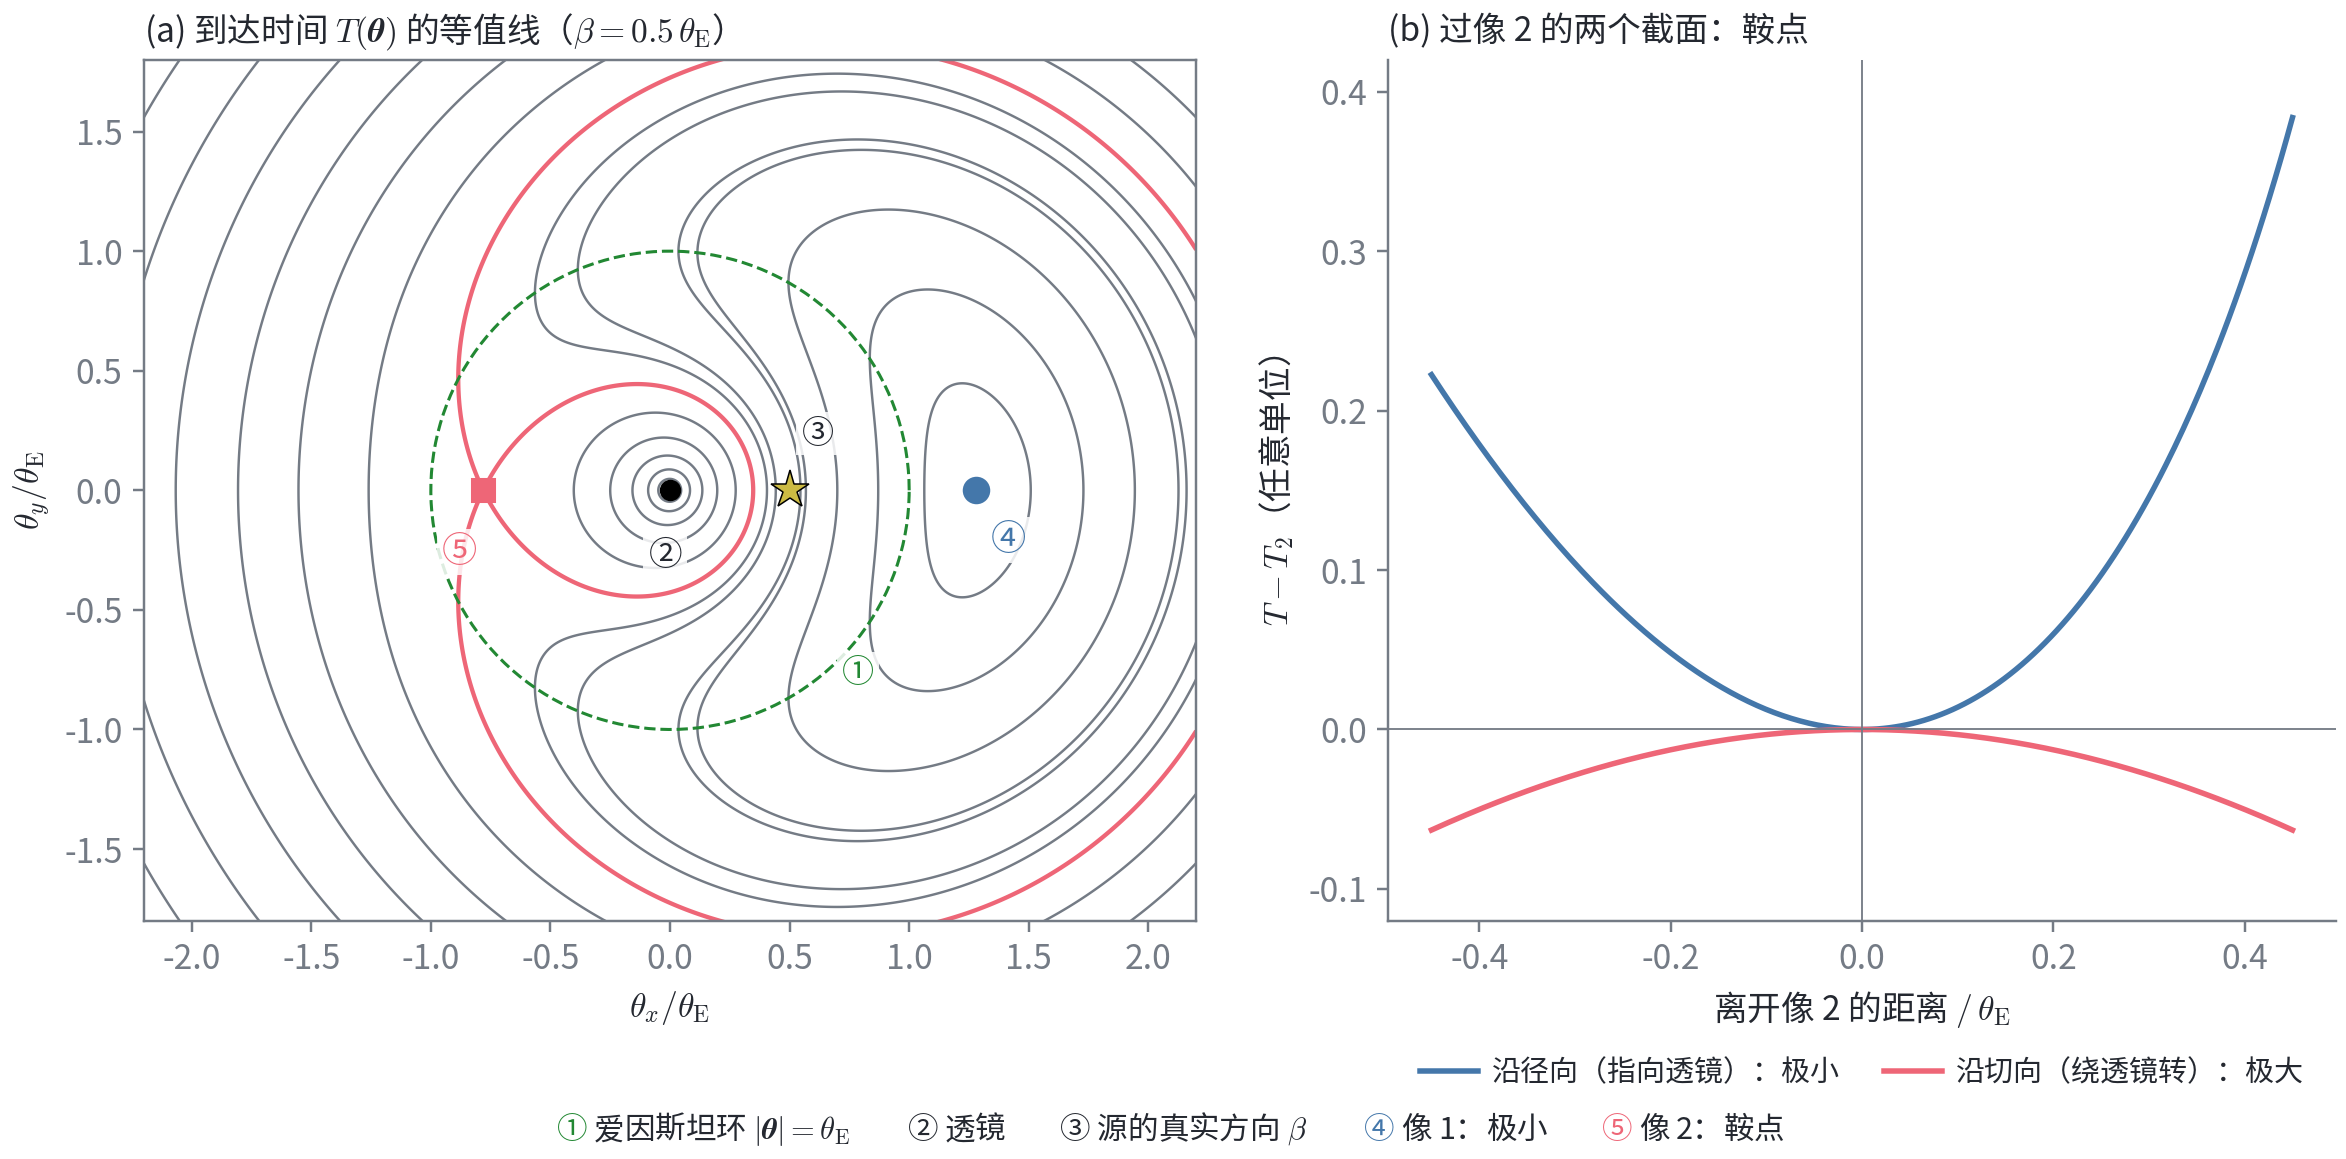 (a) 到达时间 T(θ) 的等值线（β = 0.5 θE）
1.5
1.0
0.5
0.0
-0.5
-1.0
-1.5
θy/θE
③
④
⑤
②
①
-2.0 -1.5 -1.0 -0.5 0.0 0.5 1.0 1.5 2.0
θx/θE
(b) 过像 2 的两个截面：鞍点
0.4
0.3
0.2
0.1
0.0
-0.1
T − T2（任意单位）
-0.4 -0.2 0.0 0.2 0.4
离开像 2 的距离 / θE
沿径向（指向透镜）：极小 沿切向（绕透镜转）：极大
① 爱因斯坦环 |θ| = θE ② 透镜 ③ 源的真实方向 β ④ 像 1：极小 ⑤ 像 2：鞍点